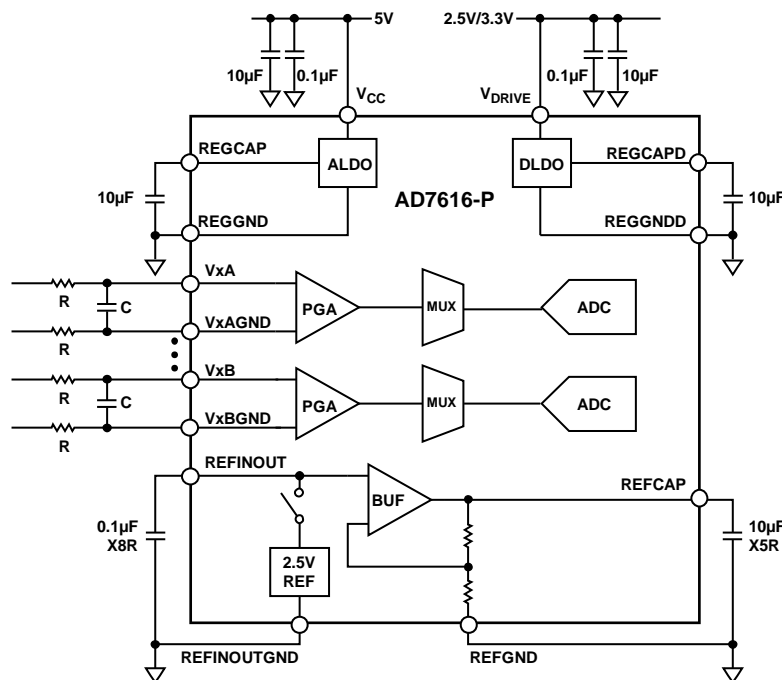 5V
2.5V/3.3V
10µF
0.1µF
0.1µF
10µF
VCC
VDRIVE
REGCAP
ALDO
DLDO
REGCAPD
10µF
AD7616-P
10µF
REGGND
REGGNDD
VxA
R
C
PGA
MUX
ADC
VxAGND
R
VxB
R
C
PGA
MUX
ADC
VxBGND
R
REFINOUT
REFCAP
BUF
0.1µF
X8R
10µF
X5R
2.5V
REF
REFINOUTGND
REFGND